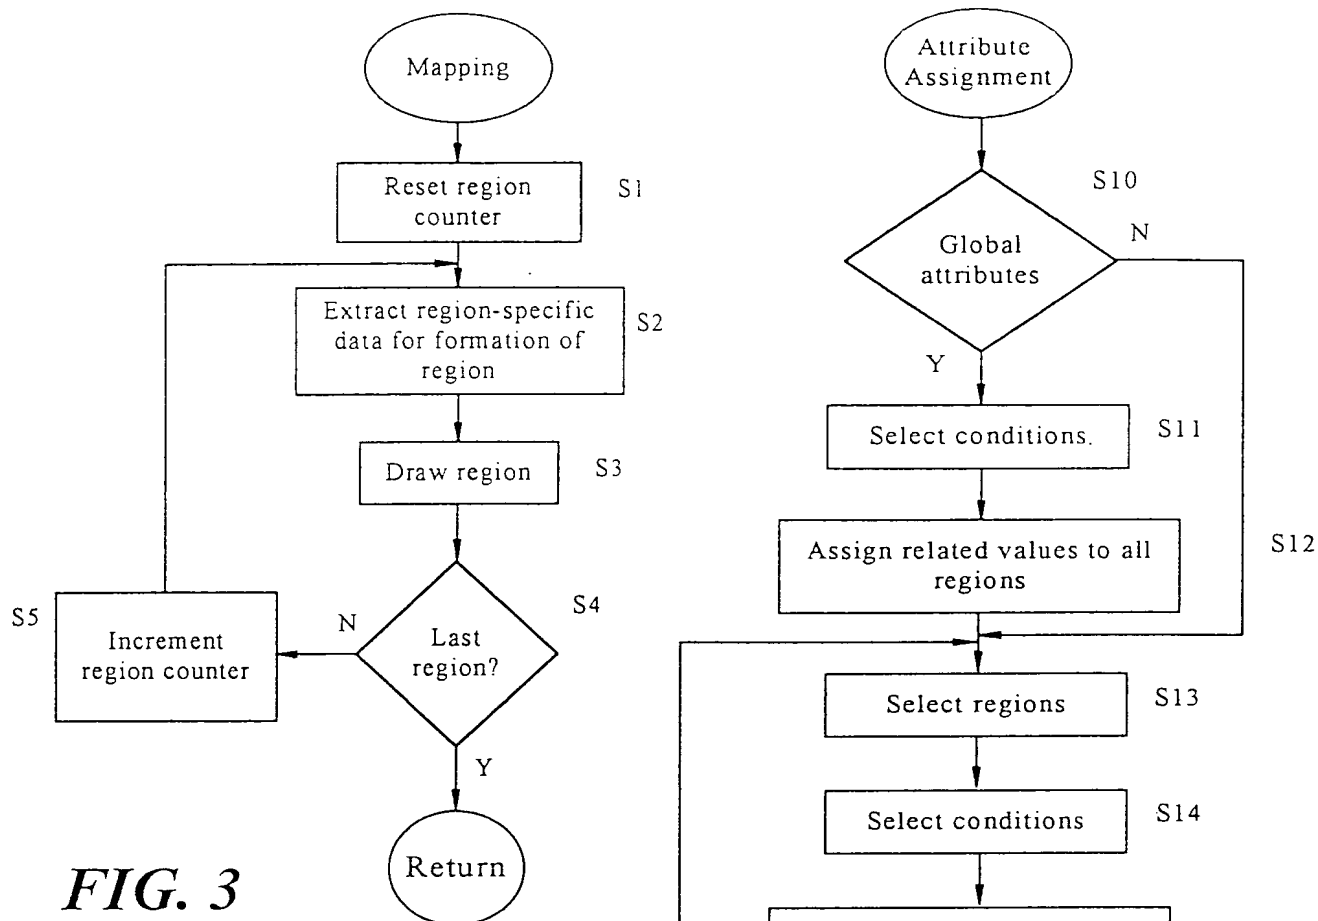 Mapping
Reset region
counter
S1
Extract region-specific
data for formation of
region
S2
Draw region
S3
Last
region?
S4
N
Increment
region counter
S5
Y
Return
FIG. 3
Attribute
Assignment
Global
attributes
S10
N
Y
Select conditions.
S11
Assign related values to all
regions
S12
Select regions
S13
Select conditions
S14